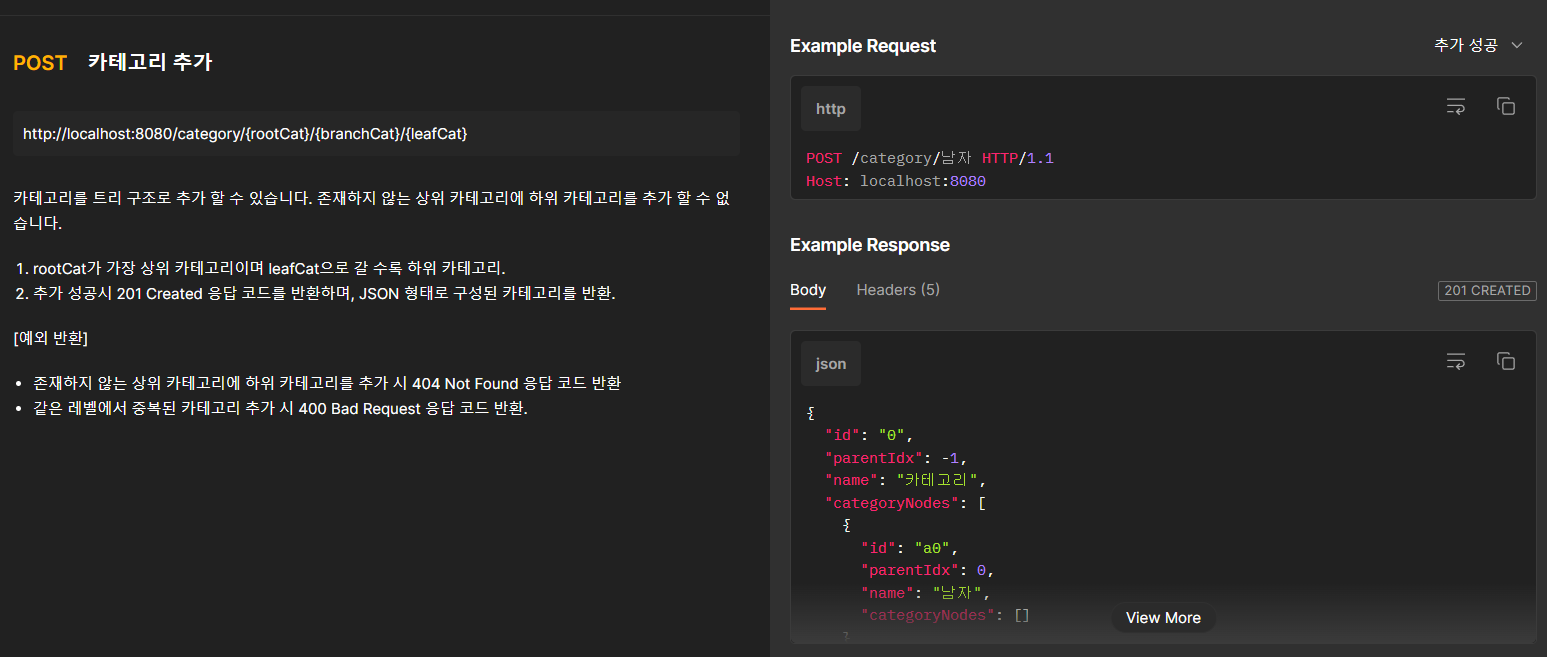 POST 카테고리 추가
http://localhost:8080/category/{rootCat}/{branchCat}/{leafCat}
카테고리를 트리 구조로 추가 할 수 있습니다. 존재하지 않는 상위 카테고리에 하위 카테고리를 추가 할 수 없
습니다.
1. rootCat가 가장 상위 카테고리이며 leafCat으로 갈 수록 하위 카테고리.
2. 추가 성공시 201 Created 응답 코드를 반환하며, JSON 형태로 구성된 카테고리를 반환.
[예외 반환]
• 존재하지 않는 상위 카테고리에 하위 카테고리를 추가 시 404 Not Found 응답 코드 반환
• 같은 레벨에서 중복된 카테고리 추가 시 400 Bad Request 응답 코드 반환.
Example Request
추가 성공
http
POST /category/남자 HTTP/1.1
Host: localhost:8080
Example Response
Body Headers (5)
201 CREATED
json
{
"id": "0",
"parentIdx": -1,
"name": "카테고리",
"categoryNodes": [
{
"id": "a0",
"parentIdx": 0,
"name": "남자",
"categoryNodes": []
}
View More